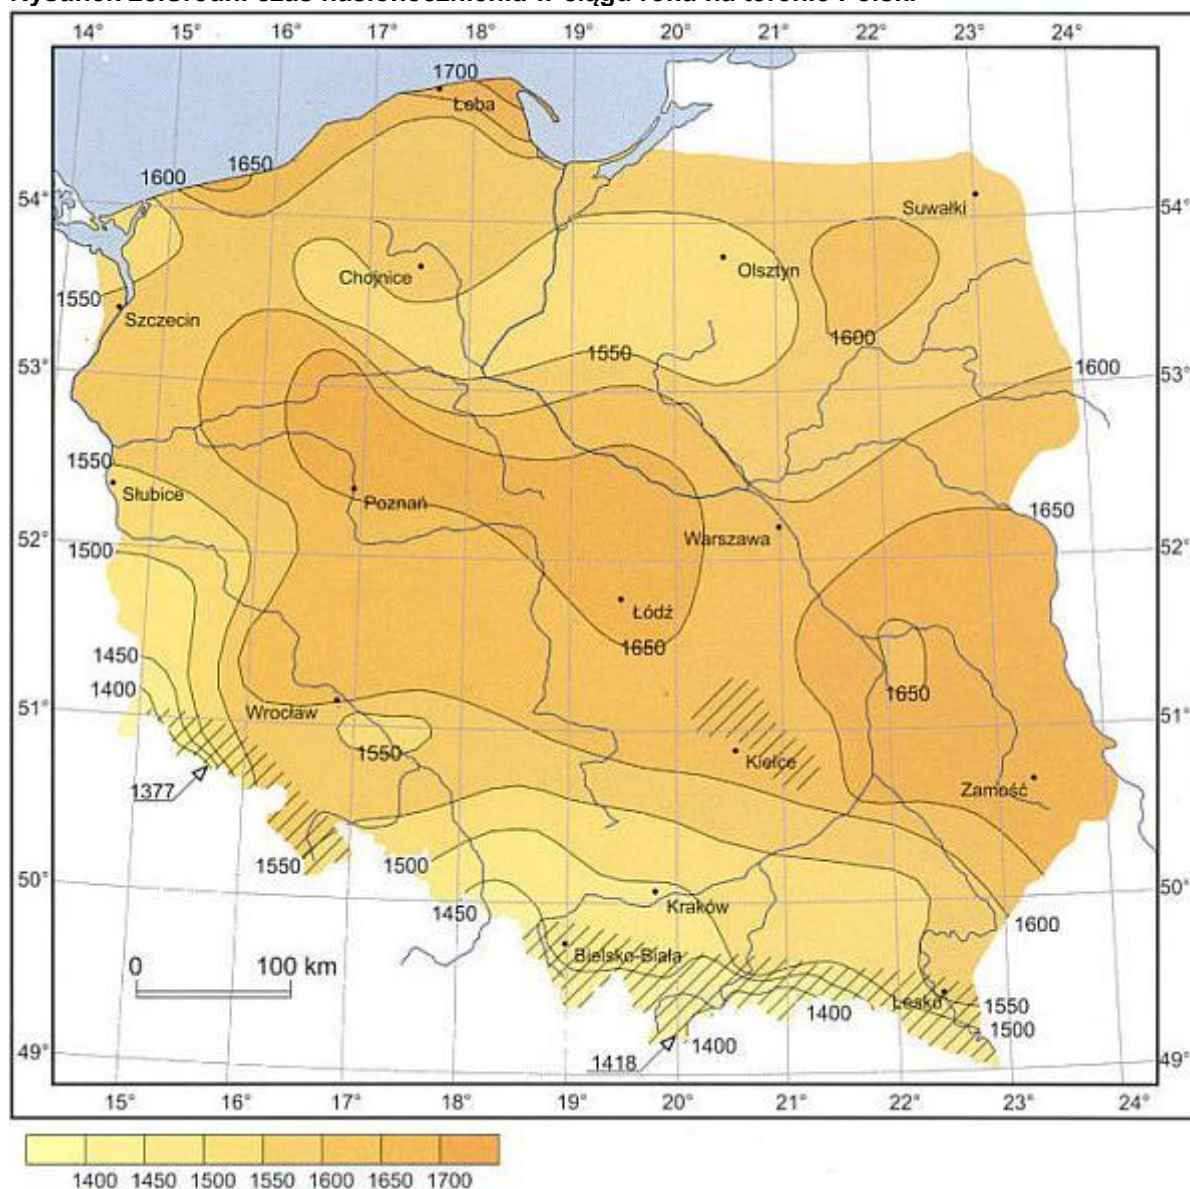 Rysunek 20.Średni czas nasłonecznienia w ciągu roku na terenie Polski
14° 15° 16° 17° 18° 19° 20° 21° 22° 23° 24°
1700
Łeba
1650
1600
54° 54°
Suwałki
Chojnice
Olsztyn
1550
Szczecin
1600
1550
53° 53°
1600
1550
Słubice
Poznań
1650
Warszawa
52° 52°
1500
Łódź
1650
1450
1400
1650
51° 51°
Wrocław
1550
Kielce
1377
Zamość
1550
1500
50° 50°
1450
Kraków
1600
Bielsko-Biała
0 100 km
Lesko
1550
1400
1500
1400
1418
49° 49°
15° 16° 17° 18° 19° 20° 21° 22° 23° 24°
1400 1450 1500 1550 1600 1650 1700